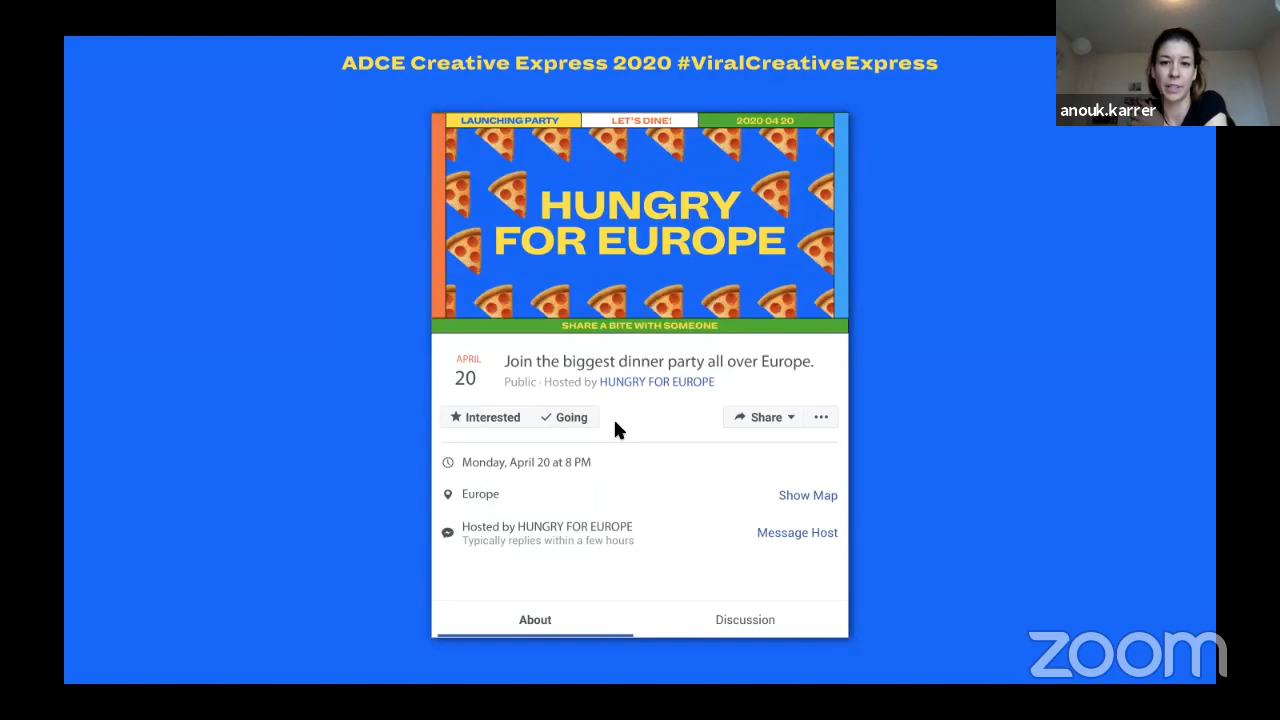 ADCE Creative Express 2020 #ViralCreativeExpress
anouk.karrer
LAUNCHING PARTY
LET'S DINE!
2020 04 20
HUNGRY
FOR EUROPE
SHARE A BITE WITH SOMEONE
APRIL
20
Join the biggest dinner party all over Europe.
Public · Hosted by HUNGRY FOR EUROPE
Interested
Going
Share
Monday, April 20 at 8 PM
Europe
Show Map
Hosted by HUNGRY FOR EUROPE
Typically replies within a few hours
Message Host
About
Discussion
zoom